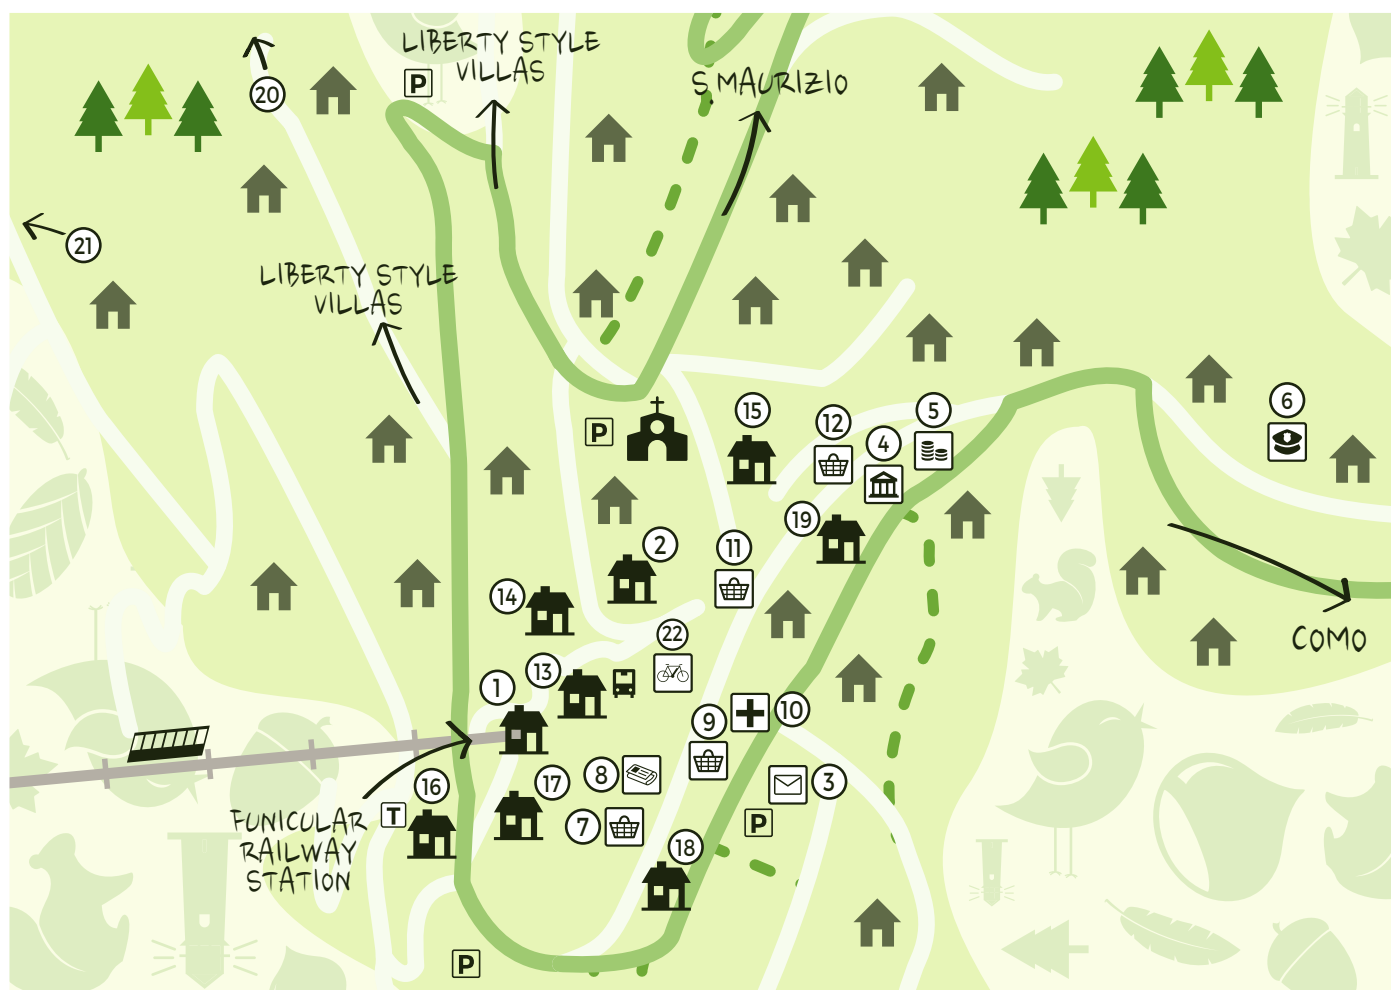 LIBERTY STYLE
VILLAS
P
20
S.MAURIZIO
21
LIBERTY STYLE
VILLAS
P
15
12
4
5
6
19
2
11
14
22
13
1
9
10
8
3
17
16
T
7
P
18
FUNICULAR
RAILWAY
STATION
COMO
P